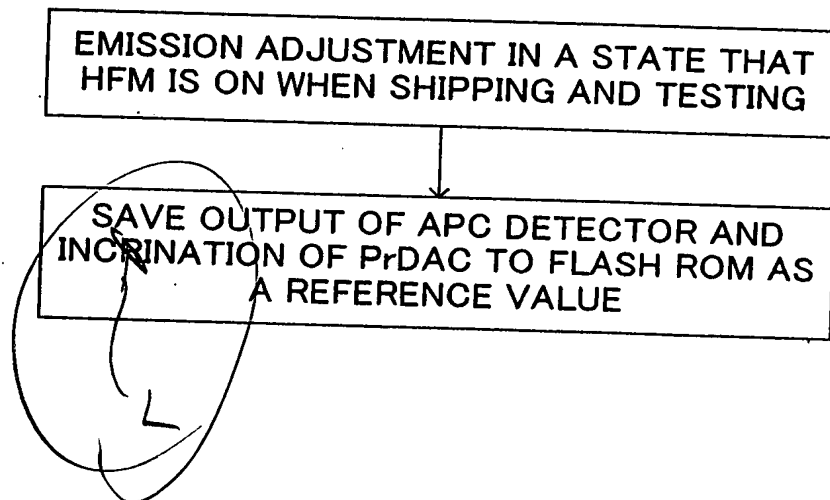 EMISSION ADJUSTMENT IN A STATE THAT
HFM IS ON WHEN SHIPPING AND TESTING
SAVE OUTPUT OF APC DETECTOR AND
INCRINATION OF PrDAC TO FLASH ROM AS
A REFERENCE VALUE
L